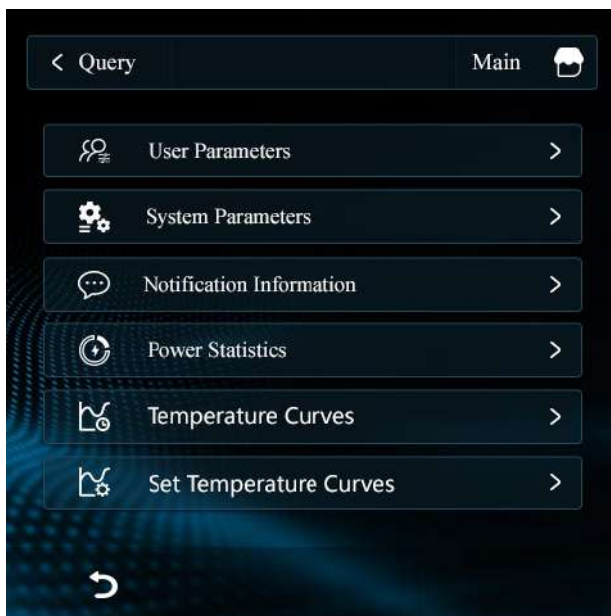 Query
Main
User Parameters
System Parameters
Notification Information
Power Statistics
Temperature Curves
Set Temperature Curves